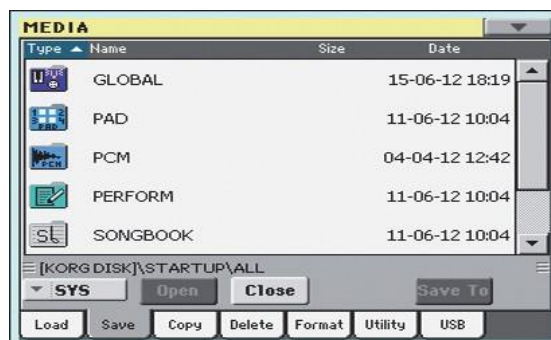 MEDIA
Type Name Size Date
GLOBAL 15-06-12 18:19
PAD 11-06-12 10:04
PCM 04-04-12 12:42
PERFORM 11-06-12 10:04
SL SONGBOOK 11-06-12 10:04
[KORG DISK]\STARTUP\ALL
SYS Open Close Save To
Load Save Copy Delete Format Utility USB